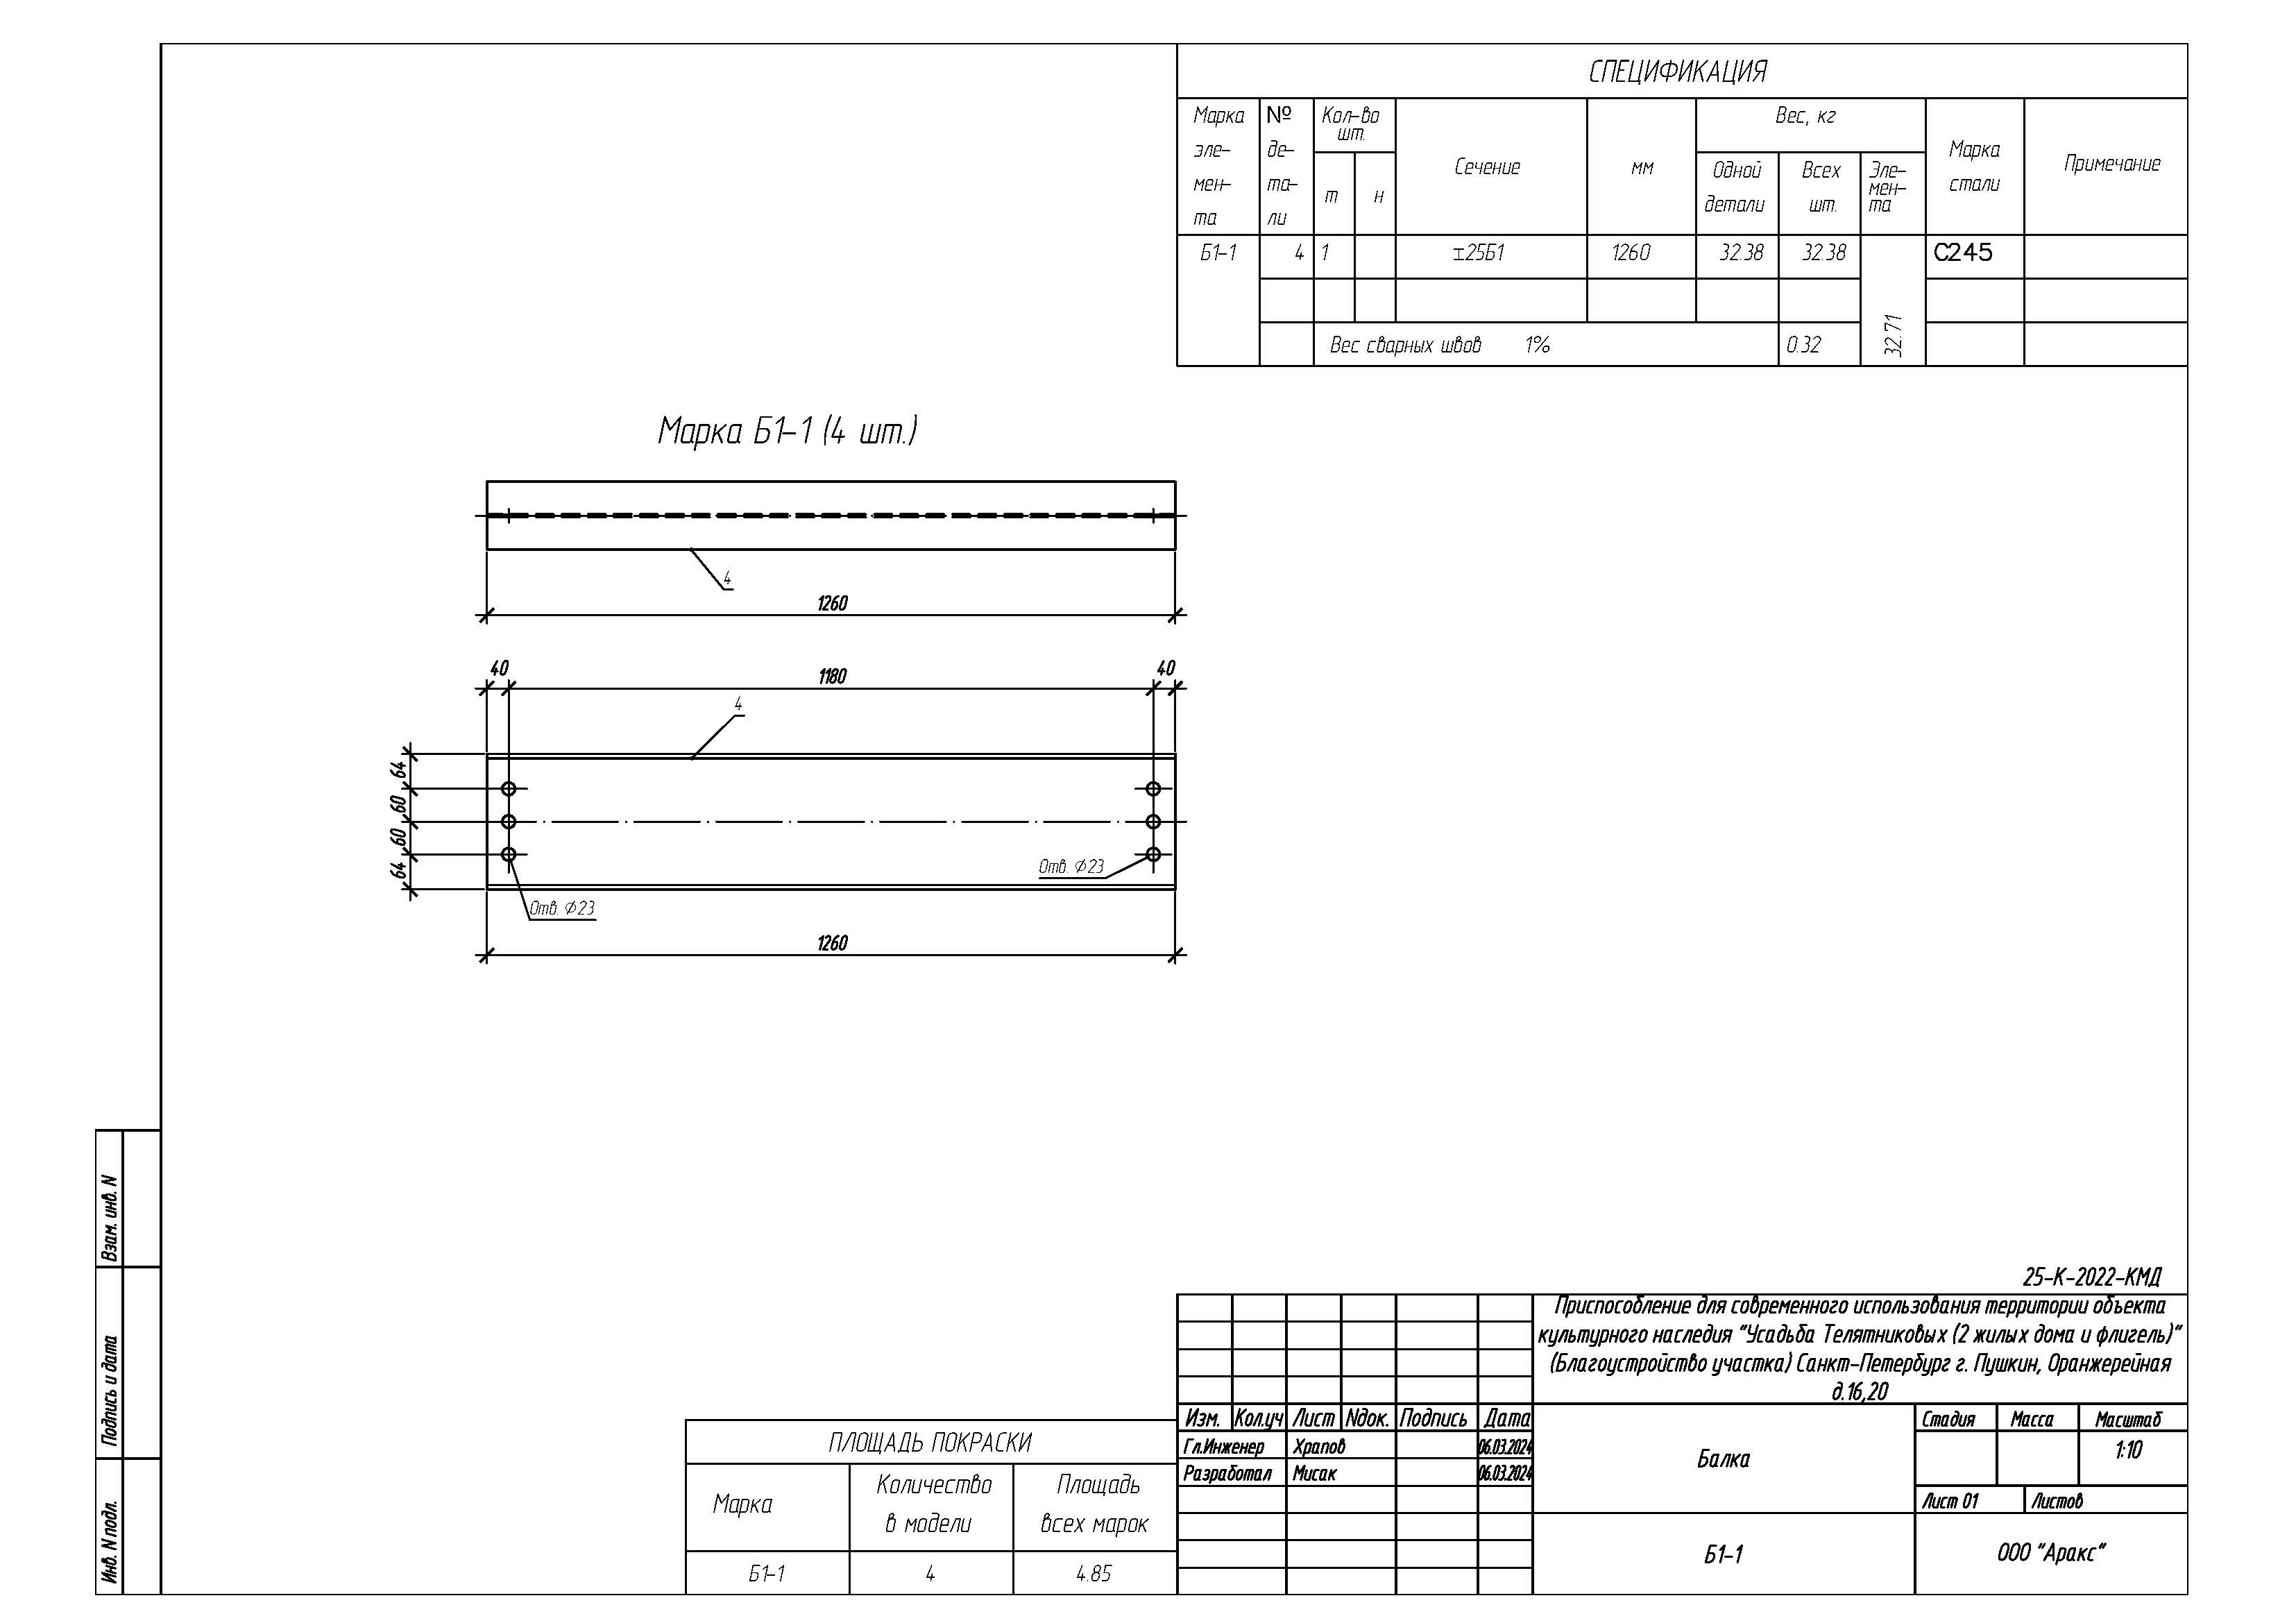 СПЕЦИФИКАЦИЯ
Марка эле- мен- та
№ де- та- ли
Кол-во шт.
т
н
Сечение
мм
Вес, кг
Одной детали
Всех шт.
Эле- мен- та
Марка стали
Примечание
Б1-1 4 1 ⌶25Б1 1260 32.38 32.38 32.71 С245
Вес сварных швов 1% 0.32
Марка Б1-1 (4 шт.)
4
1260
40 1180 40
4
64
60
60
64
Отв. ⌀23
Отв. ⌀23
1260
Взам. инв. N
Подпись и дата
Инв. N подл.
ПЛОЩАДЬ ПОКРАСКИ
Марка
Количество в модели
Площадь всех марок
Б1-1 4 4.85
25-К-2022-КМД
Приспособление для современного использования территории объекта
культурного наследия "Усадьба Телятниковых (2 жилых дома и флигель)"
(Благоустройство участка) Санкт-Петербург г. Пушкин, Оранжерейная
д.16,20
Изм. Кол.уч Лист Nдок. Подпись Дата
Гл.Инженер Храпов 06.03.2024
Разработал Мисак 06.03.2024
Балка
Стадия Масса Масштаб
1:10
Лист 01 Листов
Б1-1
ООО "Аракс"